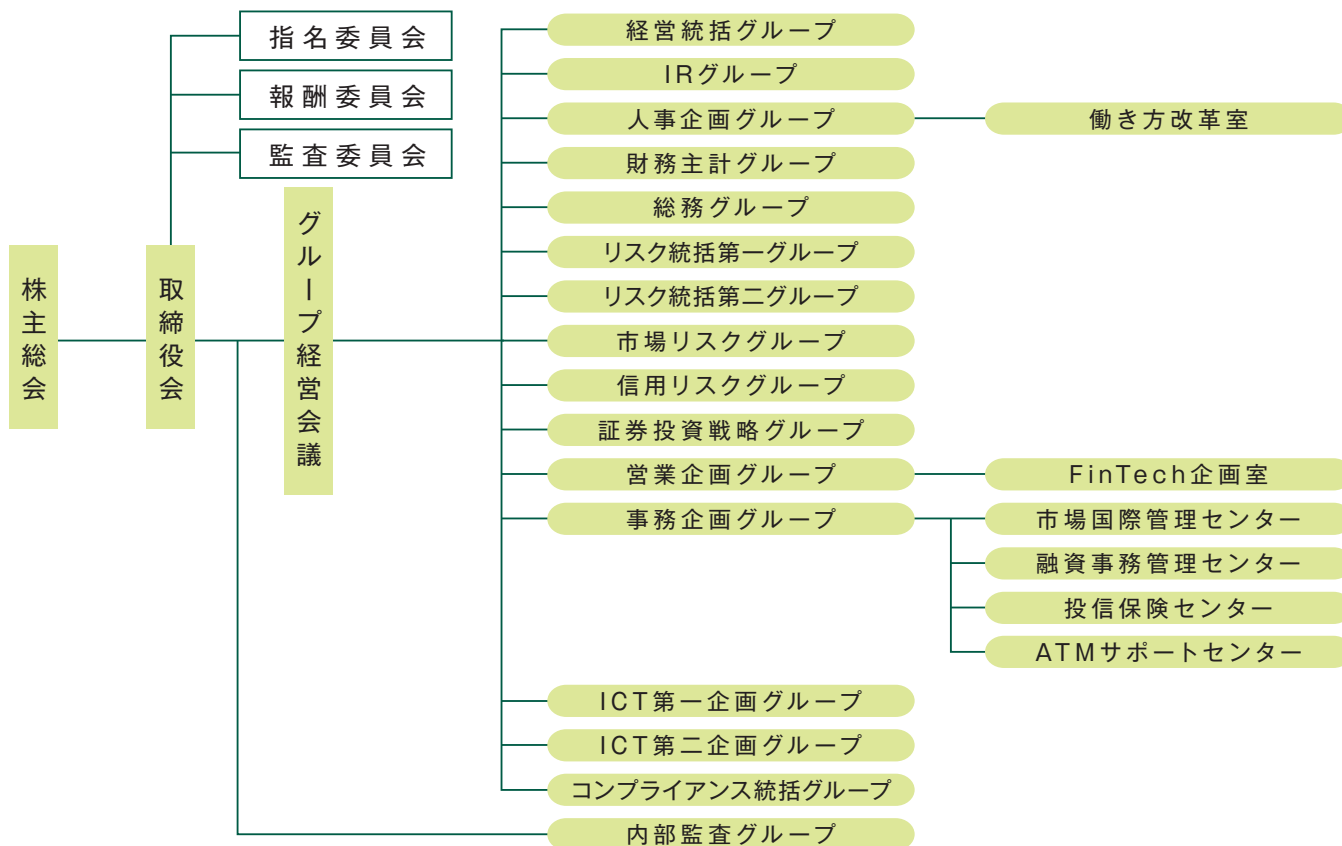 指名委員会
報酬委員会
監査委員会
株主総会
取締役会
グループ経営会議
経営統括グループ
IRグループ
人事企画グループ
働き方改革室
財務主計グループ
総務グループ
リスク統括第一グループ
リスク統括第二グループ
市場リスクグループ
信用リスクグループ
証券投資戦略グループ
営業企画グループ
FinTech企画室
事務企画グループ
市場国際管理センター
融資事務管理センター
投信保険センター
ATMサポートセンター
ICT第一企画グループ
ICT第二企画グループ
コンプライアンス統括グループ
内部監査グループ